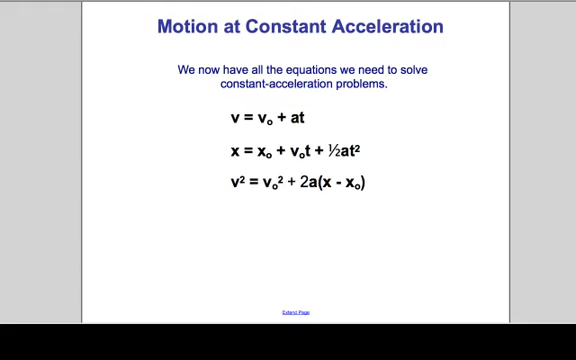 Motion at Constant Acceleration
We now have all the equations we need to solve
constant-acceleration problems.
v = vₒ + at
x = xₒ + vₒt + ½at²
v² = vₒ² + 2a(x - xₒ)
Extend Page